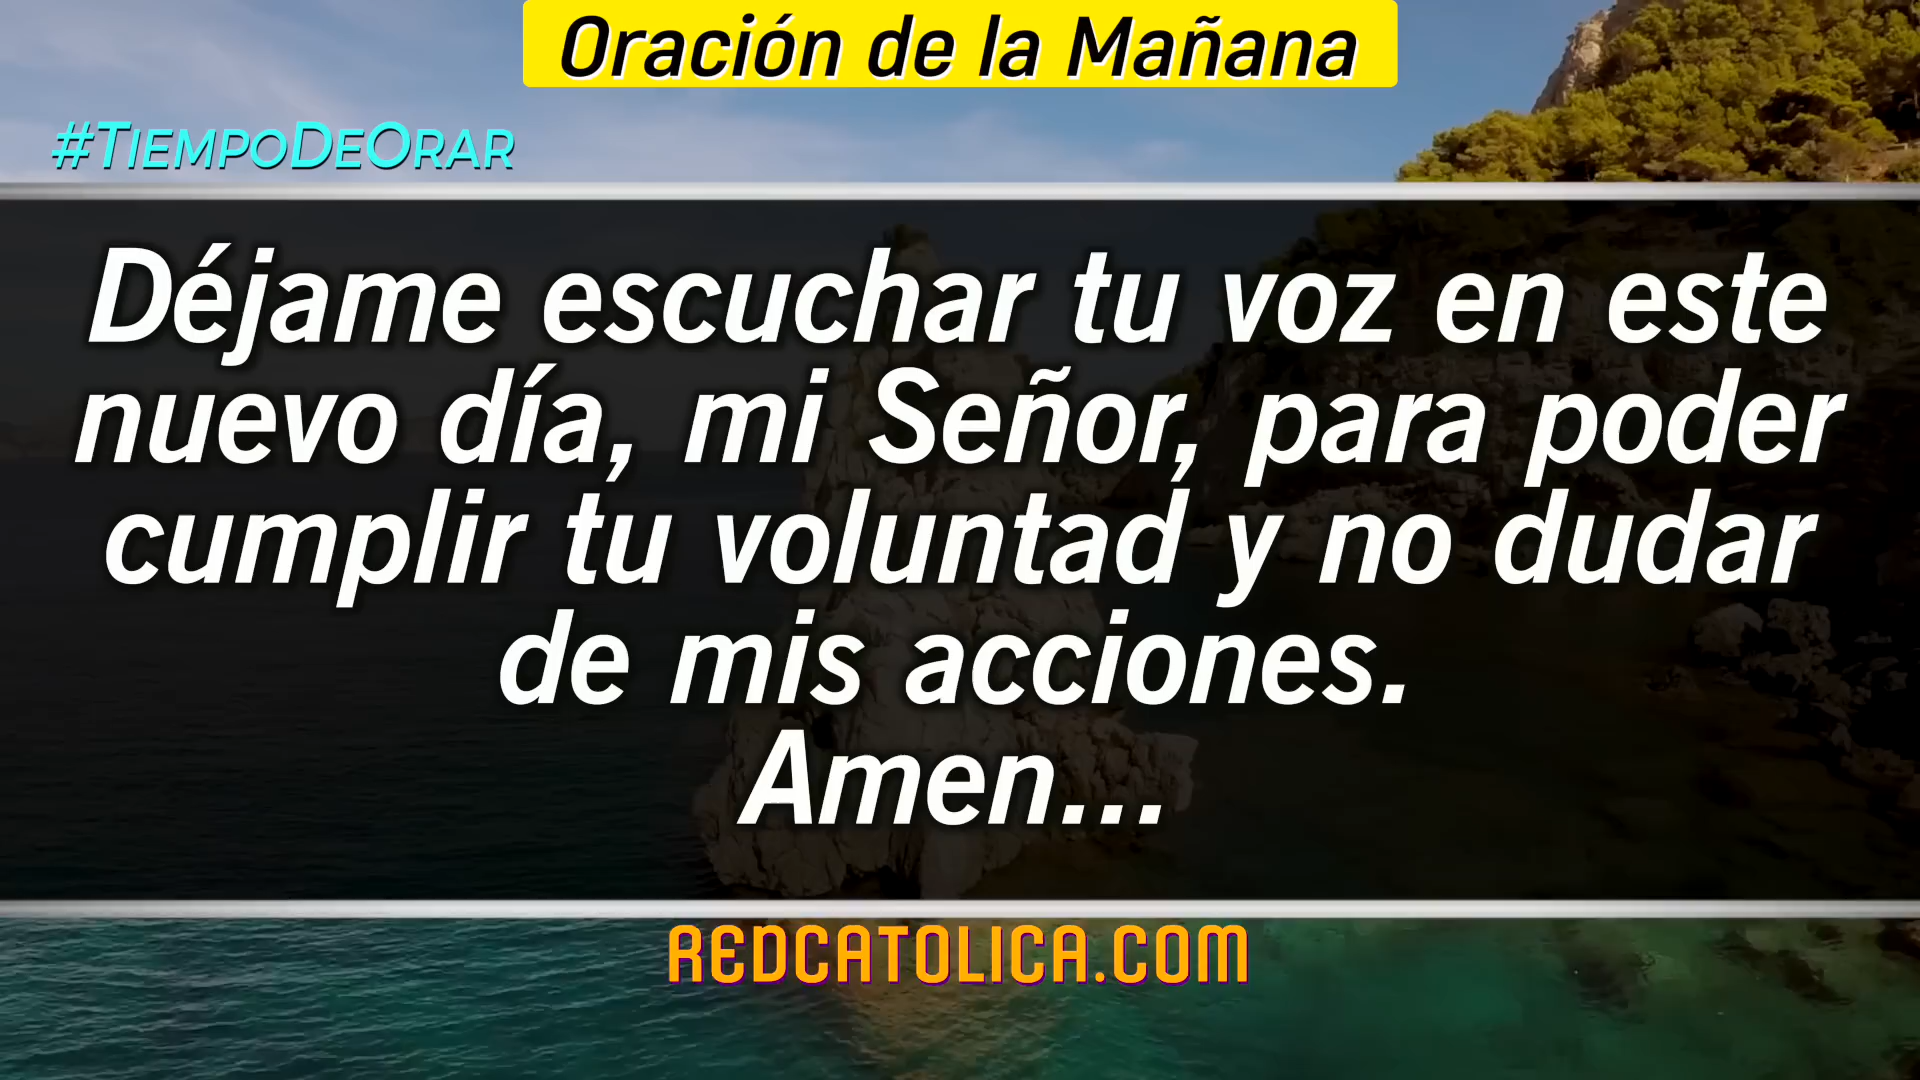 Oración de la Mañana
#TiempoDeOrar
Déjame escuchar tu voz en este
nuevo día, mi Señor, para poder
cumplir tu voluntad y no dudar
de mis acciones.
Amen...
REDCATOLICA.COM